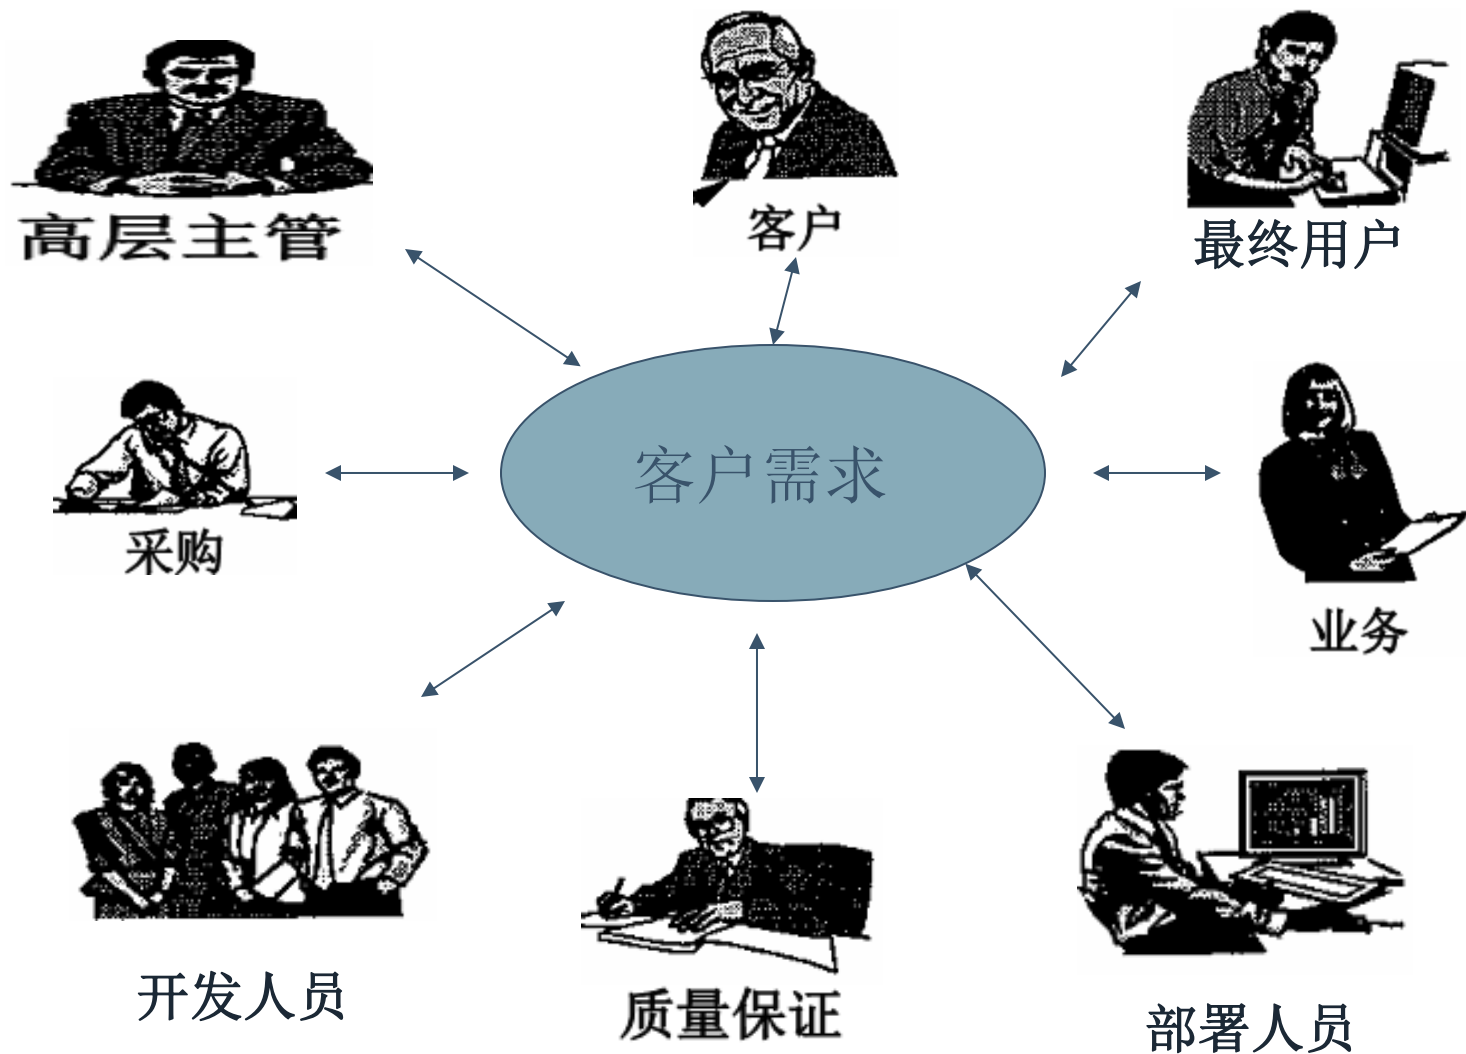 高层主管
客户
最终用户
采购
客户需求
业务
开发人员
质量保证
部署人员